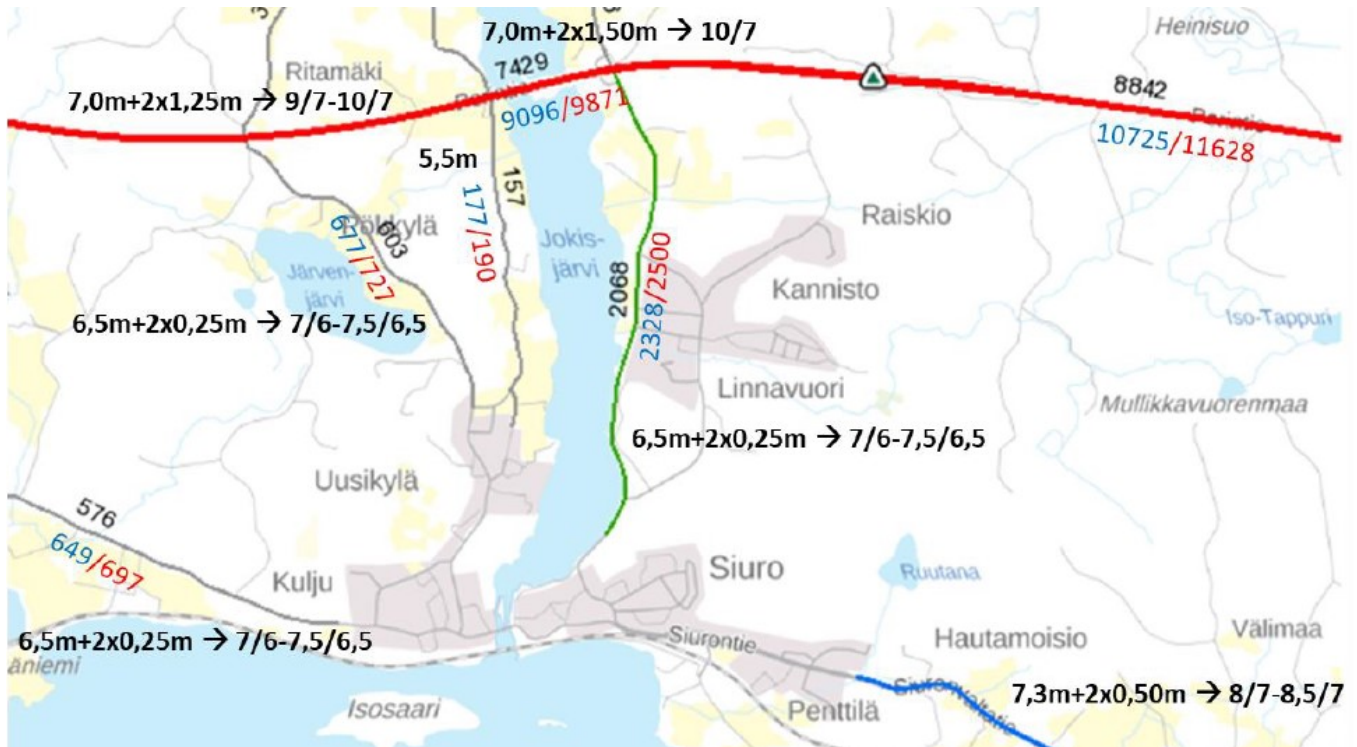 7,0m+2x1,50m → 10/7
Heinisuo
Ritamäki
7429
7,0m+2x1,25m → 9/7-10/7
8842
9096/9871
10725/11628
5,5m
157
177/190
Raiskio
603
677/727
Jokis-
järvi
2068
2328/2500
Kannisto
Järven-
järvi
6,5m+2x0,25m → 7/6-7,5/6,5
Iso-Tappuri
Linnavuori
Mullikkavuorenmaa
6,5m+2x0,25m → 7/6-7,5/6,5
Uusikylä
576
649/697
Kulju
Siuro
Ruutana
Siurontie
Hautamoisio
Välimaa
6,5m+2x0,25m → 7/6-7,5/6,5
äniemi
Isosaari
Penttilä
7,3m+2x0,50m → 8/7-8,5/7